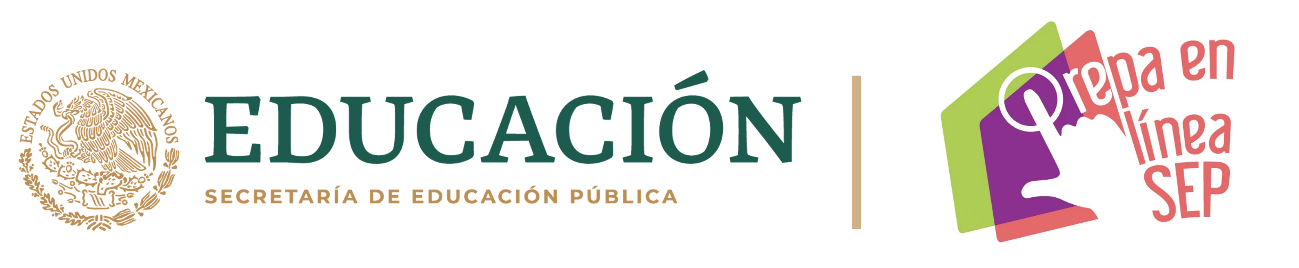 ESTADOS UNIDOS MEXICANOS
EDUCACIÓN
SECRETARÍA DE EDUCACIÓN PÚBLICA
Prepa en
línea
SEP